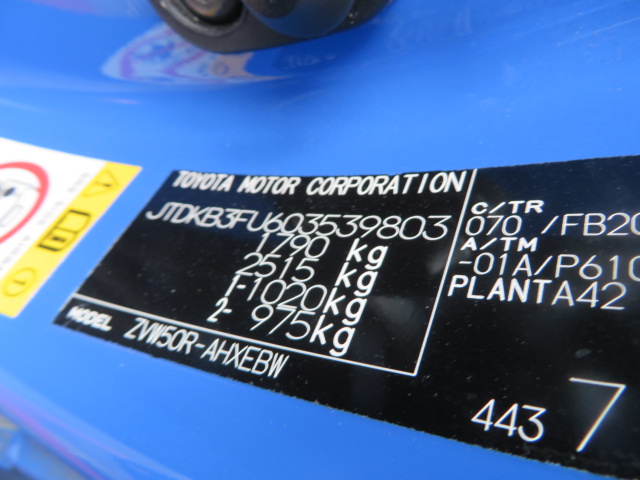 TOYOTA MOTOR CORPORATION
JTDKB3FU603539803
1790 kg
2515 kg
1-1020kg
2- 975kg
MODEL ZVW50R-AHXEBW
C/TR
070 /FB20
A/TM
-01A/P610
PLANTA42
443 7